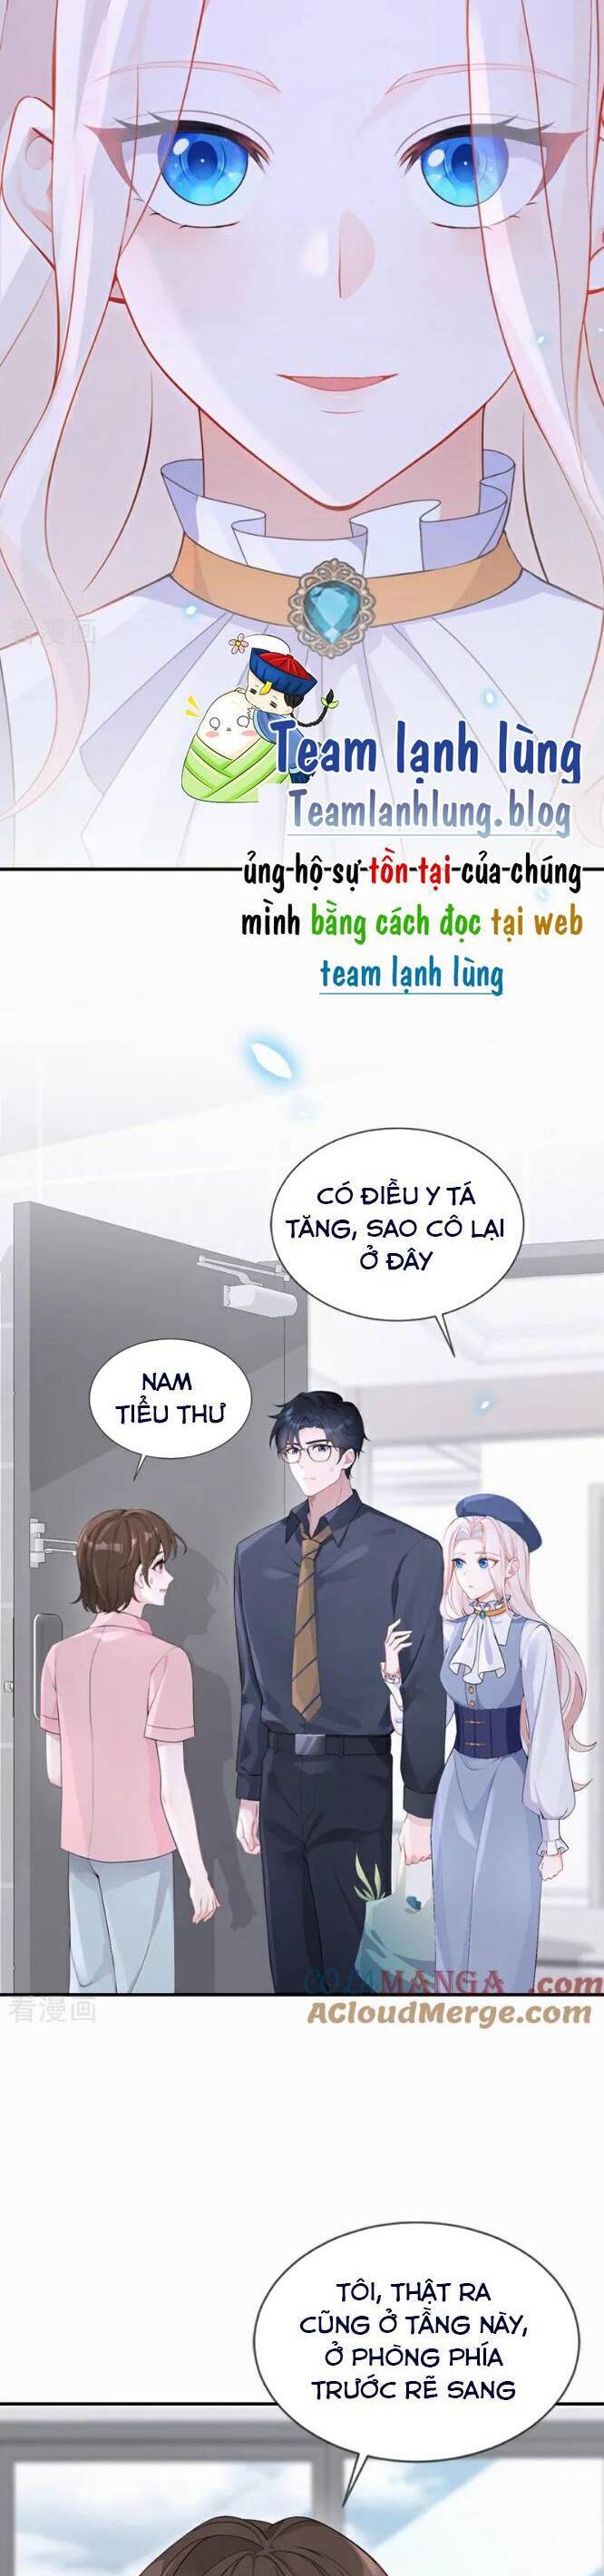 看漫画
Team lạnh lùng
Teamlanhlung.blog
ủng-hộ-sự-tồn-tại-của-chúng
mình bằng cách đọc tại web
team lạnh lùng
CÓ ĐIỀU Y TÁ
TĂNG, SAO CÔ LẠI
Ở ĐÂY
NAM
TIỂU THƯ
COLAMANGA.com
看漫画
ACloudMerge.com
TÔI, THẬT RA
CŨNG Ở TẦNG NÀY,
Ở PHÒNG PHÍA
TRƯỚC RẼ SANG